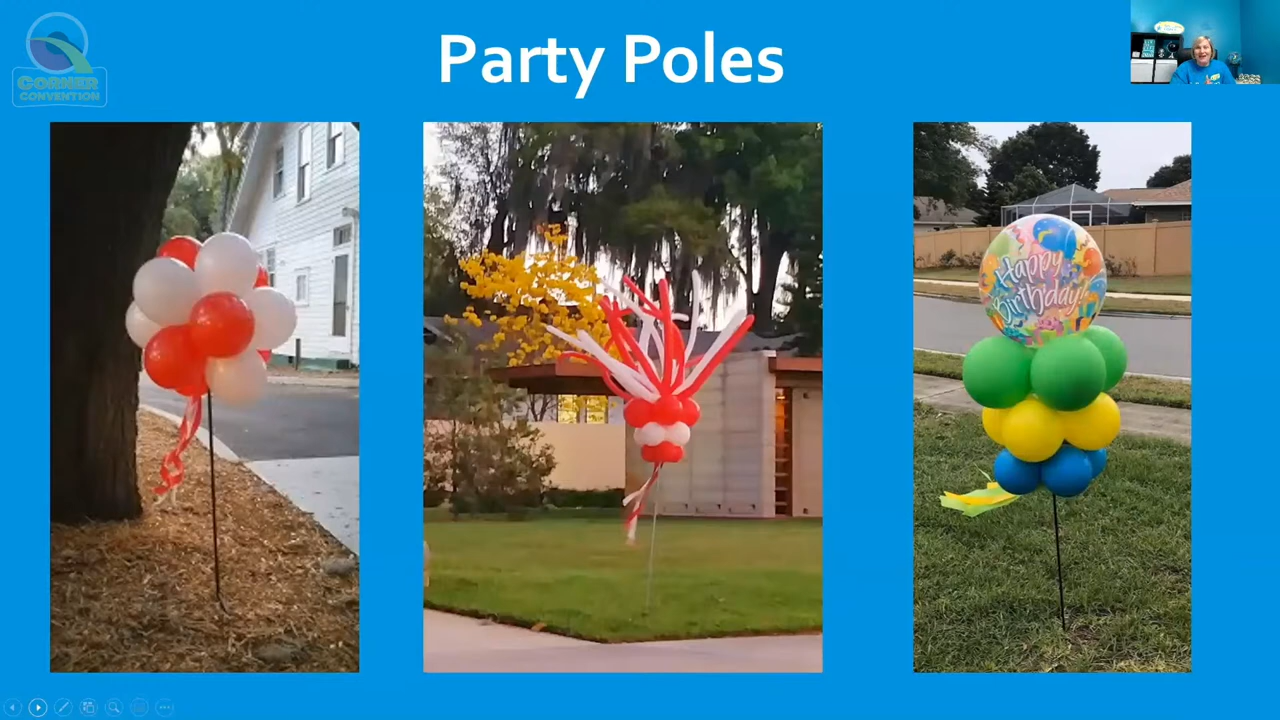 Party Poles
CORNER
CONVENTION
Happy
Birthday!